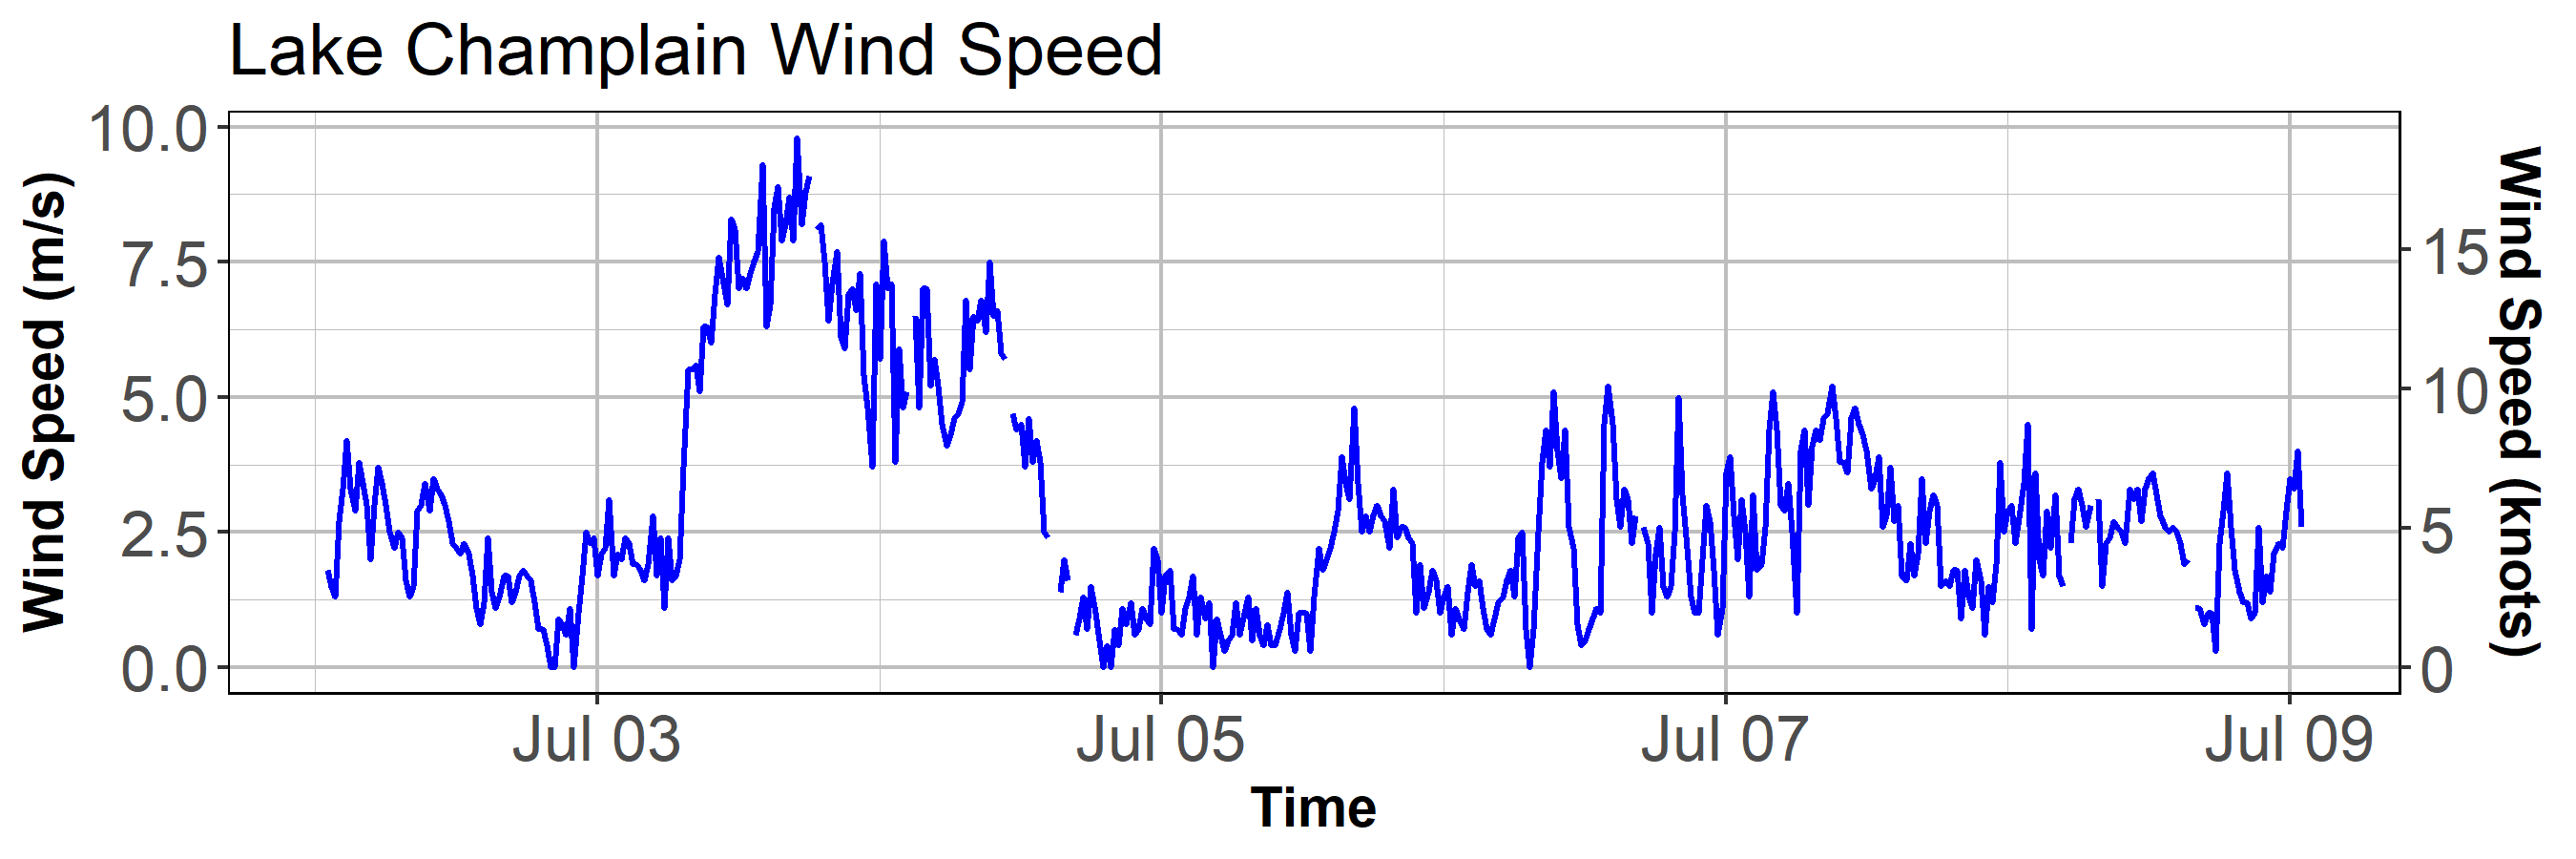 Lake Champlain Wind Speed
Wind Speed (m/s)
10.0
7.5
5.0
2.5
0.0
Wind Speed (knots)
15
10
5
0
Jul 03 Jul 05 Jul 07 Jul 09
Time